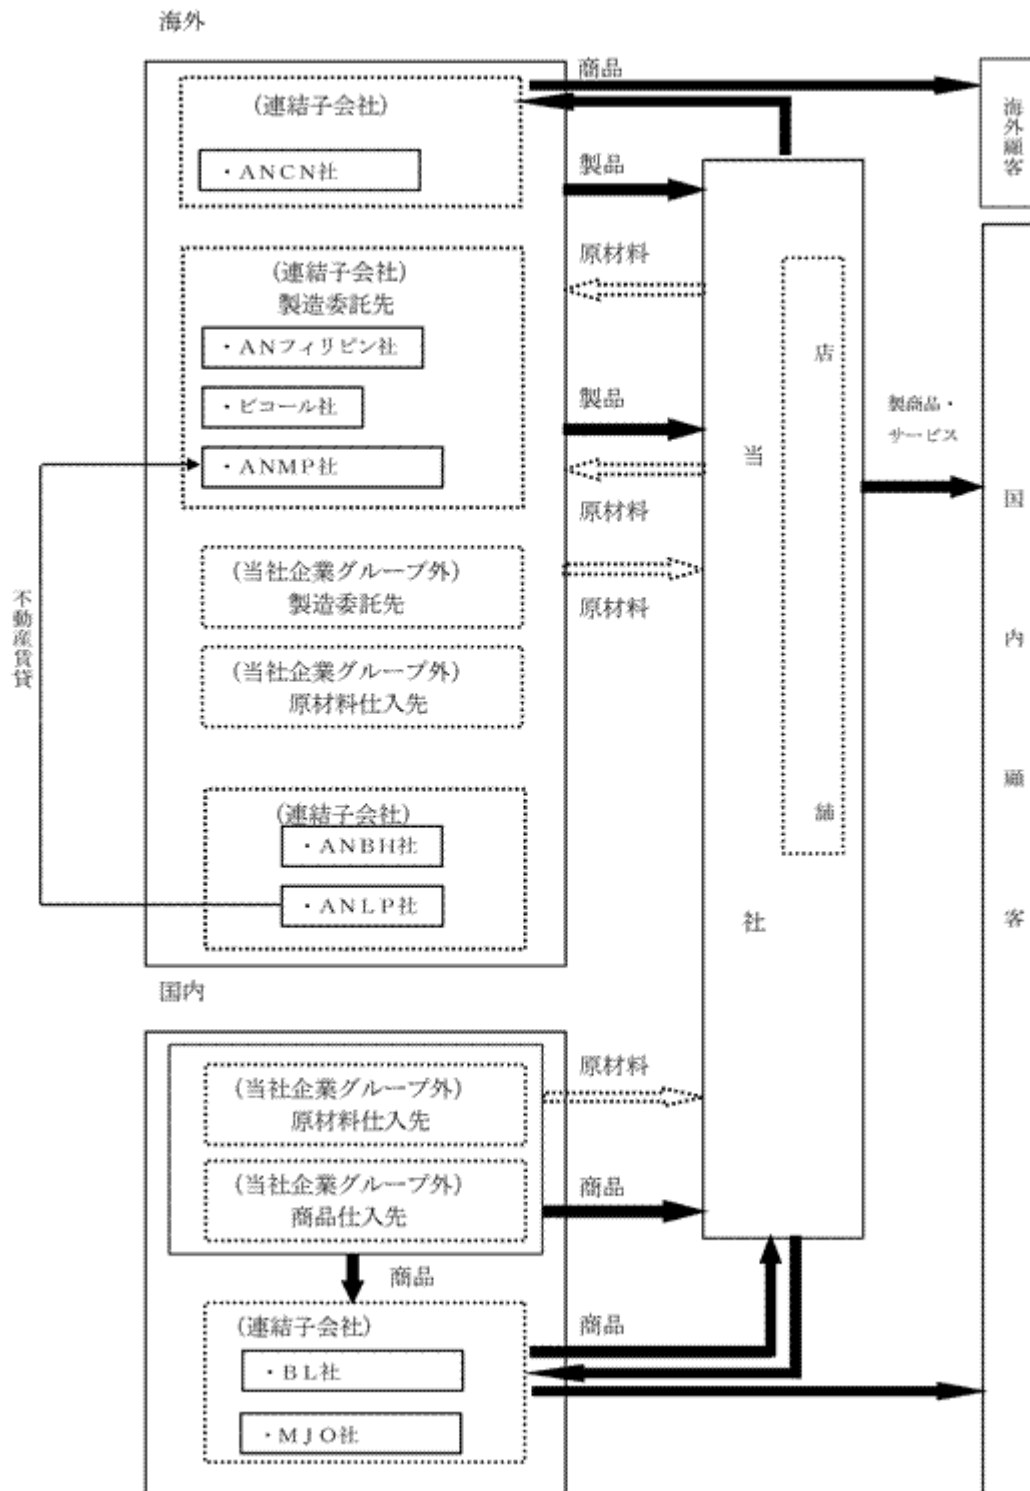 海外
商品
(連結子会社)
・ANCN社
製品
原材料
(連結子会社)
製造委託先
・ANフィリピン社
・ビコール社
・ANMP社
製品
原材料
(当社企業グループ外)
製造委託先
原材料
(当社企業グループ外)
原材料仕入先
不動産賃貸
(連結子会社)
・ANBH社
・ANLP社
当社
店舗
製商品・
サービス
海外顧客
国内顧客
国内
(当社企業グループ外)
原材料仕入先
原材料
(当社企業グループ外)
商品仕入先
商品
商品
(連結子会社)
・BL社
・MJO社
商品